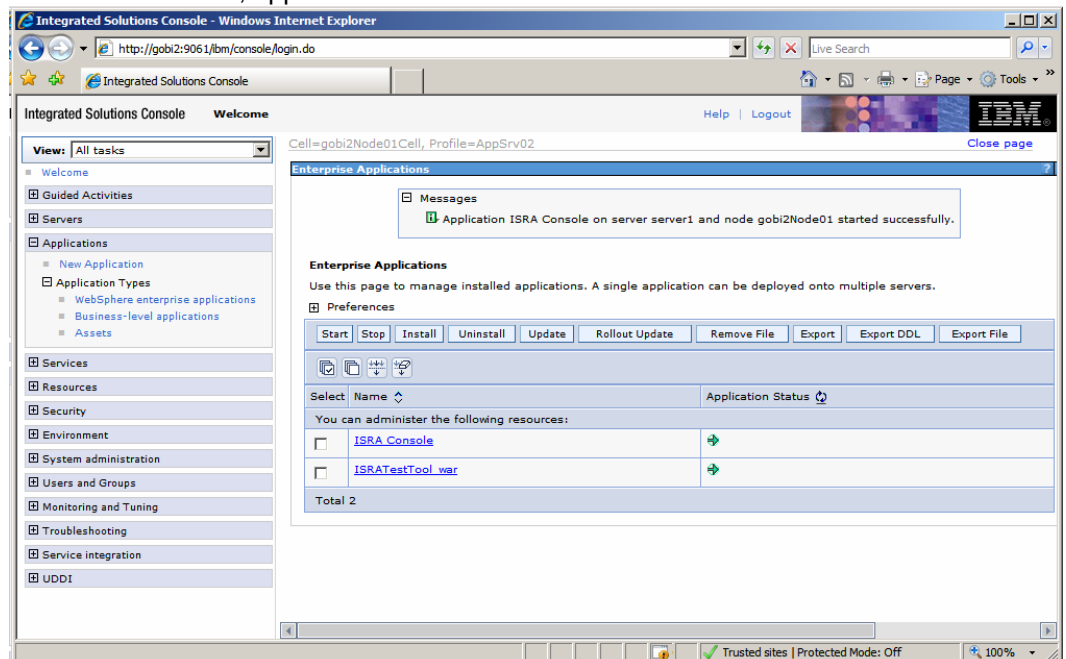 Integrated Solutions Console - Windows Internet Explorer
http://gobi2:9061/ibm/console/login.do
Live Search
Integrated Solutions Console
Page
Tools
»
Integrated Solutions Console Welcome
Help | Logout
IBM
View: All tasks
Cell=gobi2Node01Cell, Profile=AppSrv02
Close page
Welcome
Guided Activities
Servers
Applications
New Application
Application Types
WebSphere enterprise applications
Business-level applications
Assets
Services
Resources
Security
Environment
System administration
Users and Groups
Monitoring and Tuning
Troubleshooting
Service integration
UDDI
Enterprise Applications
?
Messages
Application ISRA Console on server server1 and node gobi2Node01 started successfully.
Enterprise Applications
Use this page to manage installed applications. A single application can be deployed onto multiple servers.
Preferences
Start Stop Install Uninstall Update Rollout Update Remove File Export Export DDL Export File
Select Name Application Status
You can administer the following resources:
ISRA Console
ISRATestTool war
Total 2
Trusted sites | Protected Mode: Off
100%